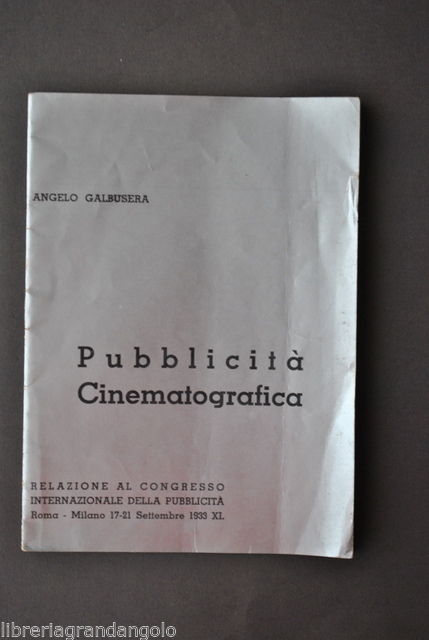 ANGELO GALBUSERA
Pubblicità
Cinematografica
RELAZIONE AL CONGRESSO
INTERNAZIONALE DELLA PUBBLICITÀ
Roma - Milano 17-21 Settembre 1933 XI.
libreriagrandangolo